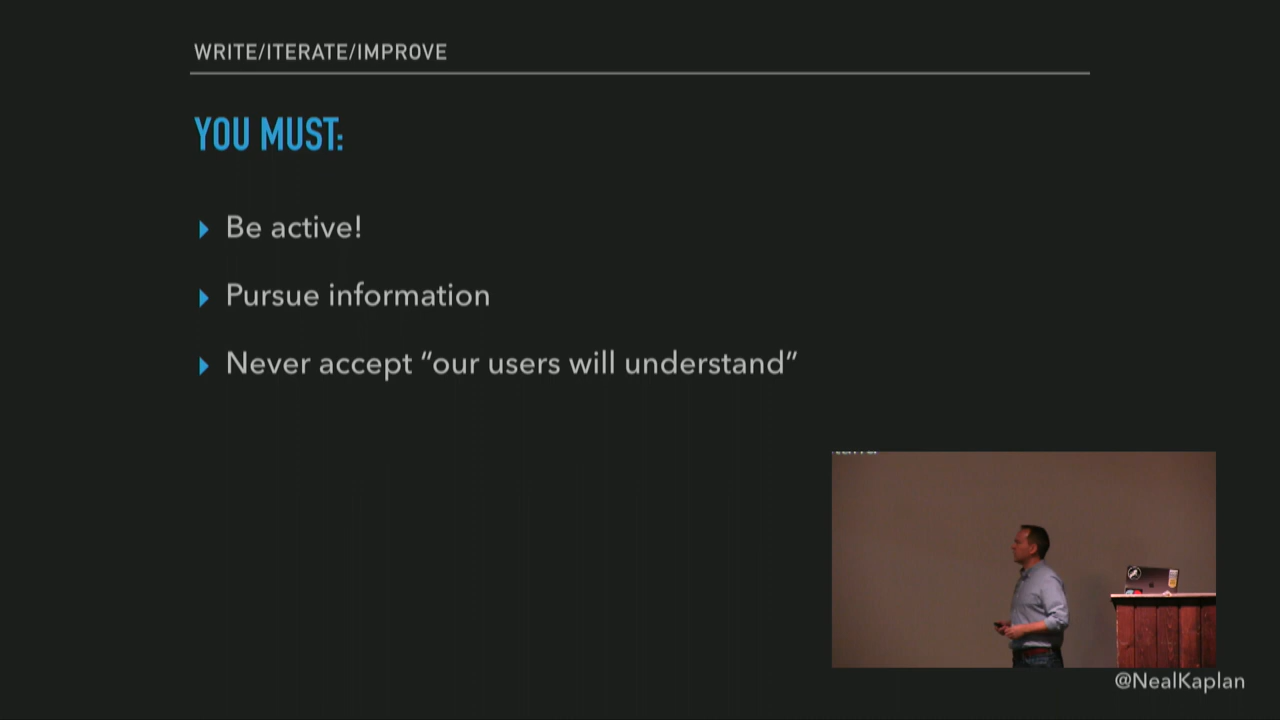 WRITE/ITERATE/IMPROVE
YOU MUST:
Be active!
Pursue information
Never accept “our users will understand”
@NealKaplan